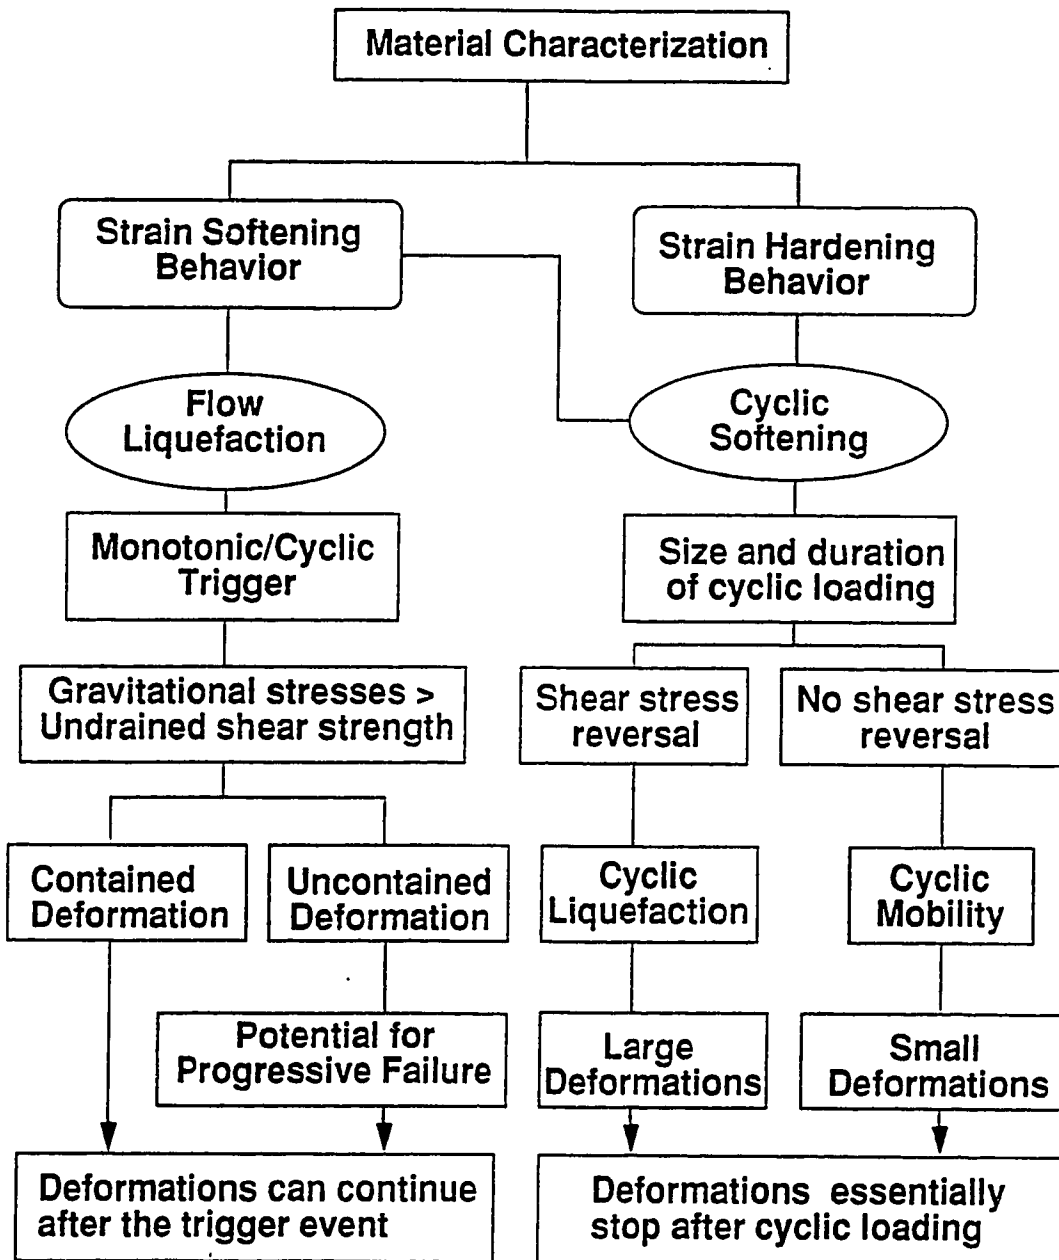 Material Characterization
Strain Softening
Behavior
Strain Hardening
Behavior
Flow
Liquefaction
Cyclic
Softening
Monotonic/Cyclic
Trigger
Size and duration
of cyclic loading
Gravitational stresses >
Undrained shear strength
Shear stress
reversal
No shear stress
reversal
Contained
Deformation
Uncontained
Deformation
Cyclic
Liquefaction
Cyclic
Mobility
Potential for
Progressive Failure
Large
Deformations
Small
Deformations
Deformations can continue
after the trigger event
Deformations essentially
stop after cyclic loading